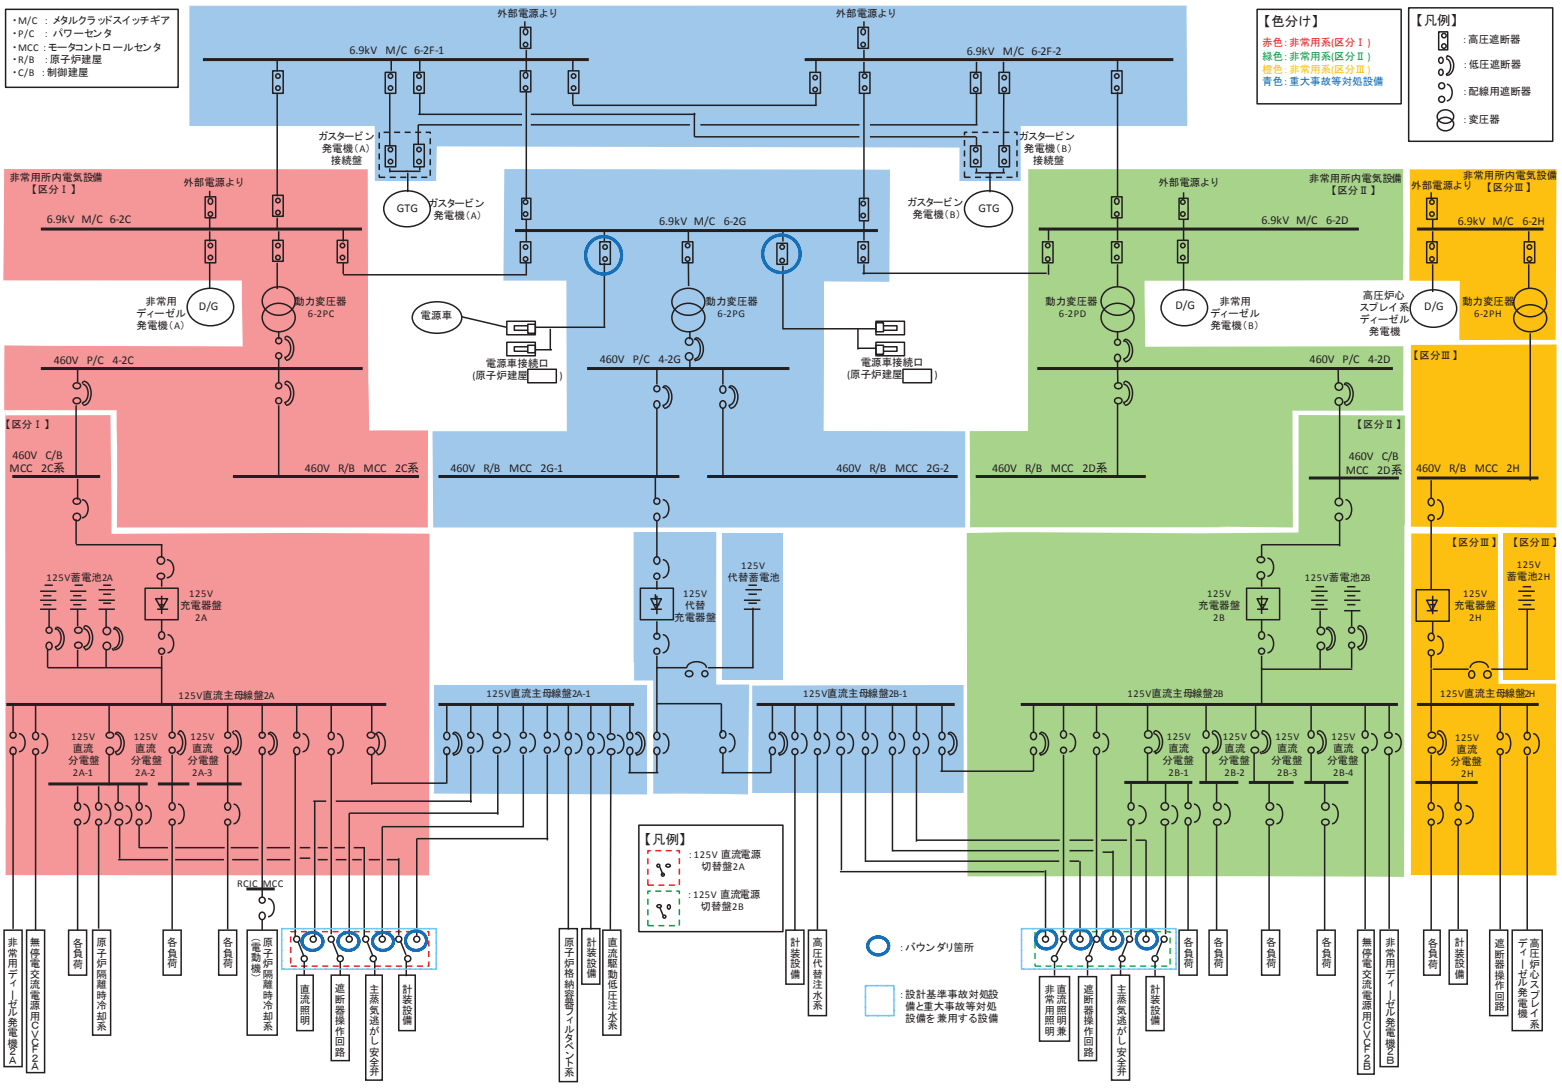 ・M/C ： メタルクラッドスイッチギア
・P/C ： パワーセンタ
・MCC ： モータコントロールセンタ
・R/B ： 原子炉建屋
・C/B ： 制御建屋
外部電源より
外部電源より
6.9kV M/C 6-2F-1
6.9kV M/C 6-2F-2
【色分け】
赤色：非常用系(区分Ⅰ)
緑色：非常用系(区分Ⅱ)
橙色：非常用系(区分Ⅲ)
青色：重大事故等対処設備
【凡例】
：高圧遮断器
：低圧遮断器
：配線用遮断器
：変圧器
ガスタービン
発電機(A)
接続盤
ガスタービン
発電機(B)
接続盤
GTG
ガスタービン
発電機(A)
ガスタービン
発電機(B)
GTG
非常用所内電気設備
【区分Ⅰ】
外部電源より
6.9kV M/C 6-2C
6.9kV M/C 6-2G
非常用所内電気設備
【区分Ⅱ】
外部電源より
6.9kV M/C 6-2D
非常用所内電気設備
【区分Ⅲ】
外部電源より
6.9kV M/C 6-2H
非常用
ディーゼル
発電機(A)
D/G
動力変圧器
6-2PC
電源車
動力変圧器
6-2PG
電源車接続口
(原子炉建屋 )
電源車接続口
(原子炉建屋 )
動力変圧器
6-2PD
D/G
非常用
ディーゼル
発電機(B)
高圧炉心
スプレイ系
ディーゼル
発電機
D/G
動力変圧器
6-2PH
460V P/C 4-2C
460V P/C 4-2G
460V P/C 4-2D
【区分Ⅲ】
【区分Ⅰ】
460V C/B
MCC 2C系
460V R/B MCC 2C系
460V R/B MCC 2G-1
460V R/B MCC 2G-2
460V R/B MCC 2D系
【区分Ⅱ】
460V C/B
MCC 2D系
460V R/B MCC 2H
125V蓄電池2A
125V
充電器盤
2A
125V
代替
充電器盤
125V
代替蓄電池
125V
充電器盤
2B
125V蓄電池2B
【区分Ⅲ】
125V
充電器盤
2H
【区分Ⅲ】
125V
蓄電池2H
125V直流主母線盤2A
125V直流主母線盤2A-1
125V直流主母線盤2B-1
125V直流主母線盤2B
125V直流主母線盤2H
125V
直流
分電盤
2A-1
125V
直流
分電盤
2A-2
125V
直流
分電盤
2A-3
125V
直流
分電盤
2B-1
125V
直流
分電盤
2B-2
125V
直流
分電盤
2B-3
125V
直流
分電盤
2B-4
125V
直流
分電盤
2H
【凡例】
：125V 直流電源
切替盤2A
：125V 直流電源
切替盤2B
RCIC MCC
：バウンダリ箇所
：設計基準事故対処設
備と重大事故等対処
設備を兼用する設備
非常用ディーゼル発電機2A
無停電交流電源用CVCF2A
各負荷
原子炉隔離時冷却系
各負荷
各負荷
原子炉隔離時冷却系
(電動機)
直流照明
遮断器操作回路
主蒸気逃がし安全弁
計装設備
原子炉格納容器フィルタベント系
計装設備
直流駆動低圧注水系
計装設備
高圧代替注水系
直流照明兼
非常用照明
遮断器操作回路
主蒸気逃がし安全弁
計装設備
各負荷
各負荷
各負荷
各負荷
無停電交流電源用CVCF2B
非常用ディーゼル発電機2B
各負荷
計装設備
遮断器操作回路
高圧炉心スプレイ系
ディーゼル発電機